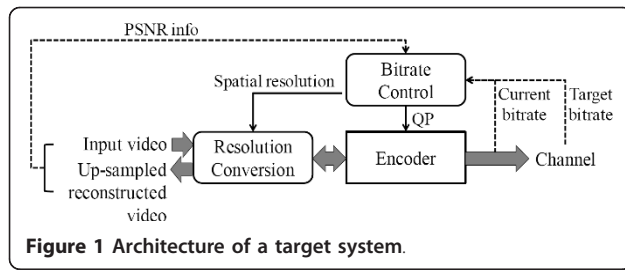 PSNR info
Spatial resolution
Bitrate
Control
Current
bitrate
Target
bitrate
QP
Input video
Up-sampled
reconstructed
video
Resolution
Conversion
Encoder
Channel
Figure 1 Architecture of a target system.